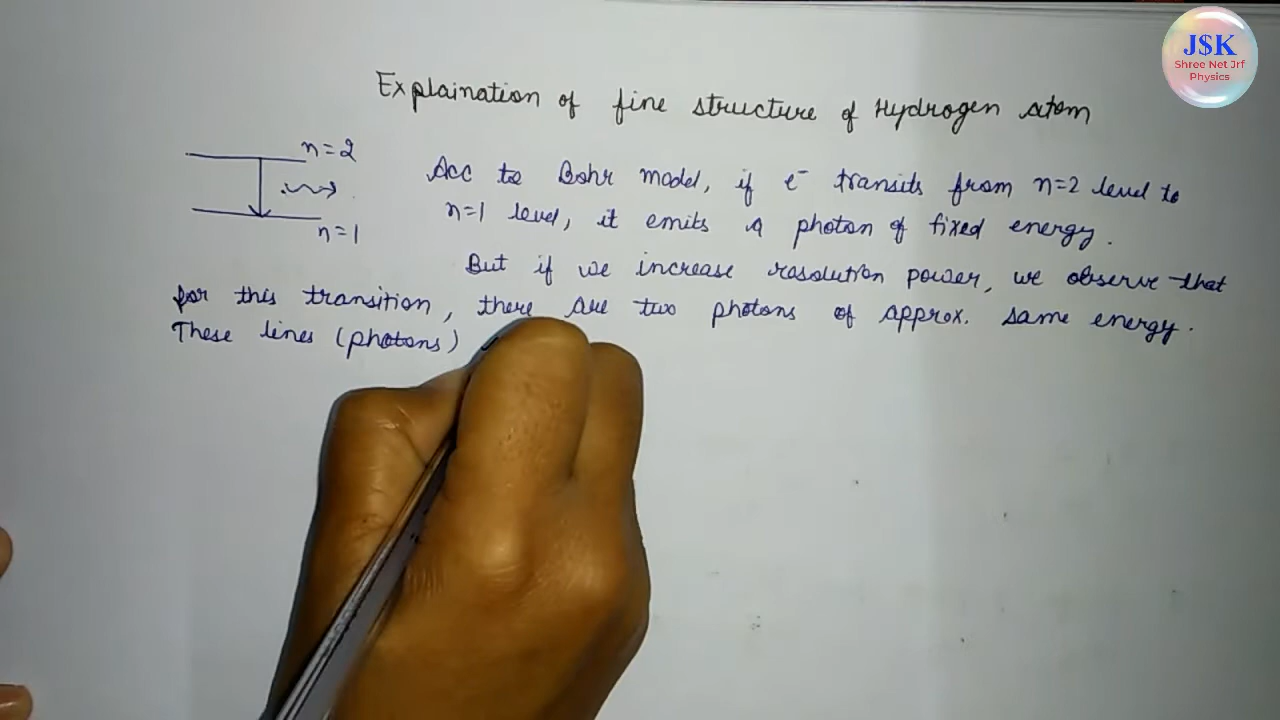 J$K
Shree Net Jrf
Physics
Explaination of fine structure of Hydrogen atom
n=2
n=1
Acc to Bohr model, if e⁻ transits from n=2 level to
n=1 level, it emits a photon of fixed energy.
But if we increase resolution power, we observe that
for this transition, there are two photons of approx. same energy.
These lines (photons)